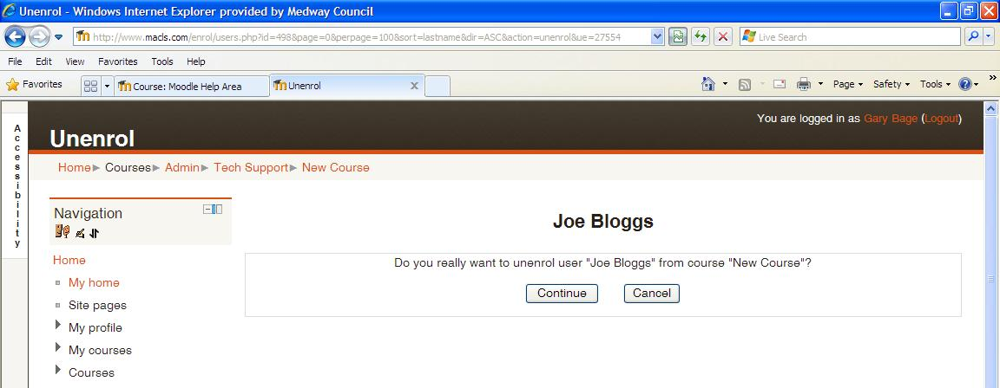 Unenrol - Windows Internet Explorer provided by Medway Council
http://www.macls.com/enrol/users.php?id=498&page=0&perpage=100&sort=lastname&dir=ASC&action=unenrol&ue=27554
Live Search
File Edit View Favorites Tools Help
Favorites
Course: Moodle Help Area
Unenrol
Page Safety Tools
Accessibility
You are logged in as Gary Bage (Logout)
Unenrol
Home Courses Admin Tech Support New Course
Navigation
Home
My home
Site pages
My profile
My courses
Courses
Joe Bloggs
Do you really want to unenrol user "Joe Bloggs" from course "New Course"?
Continue Cancel